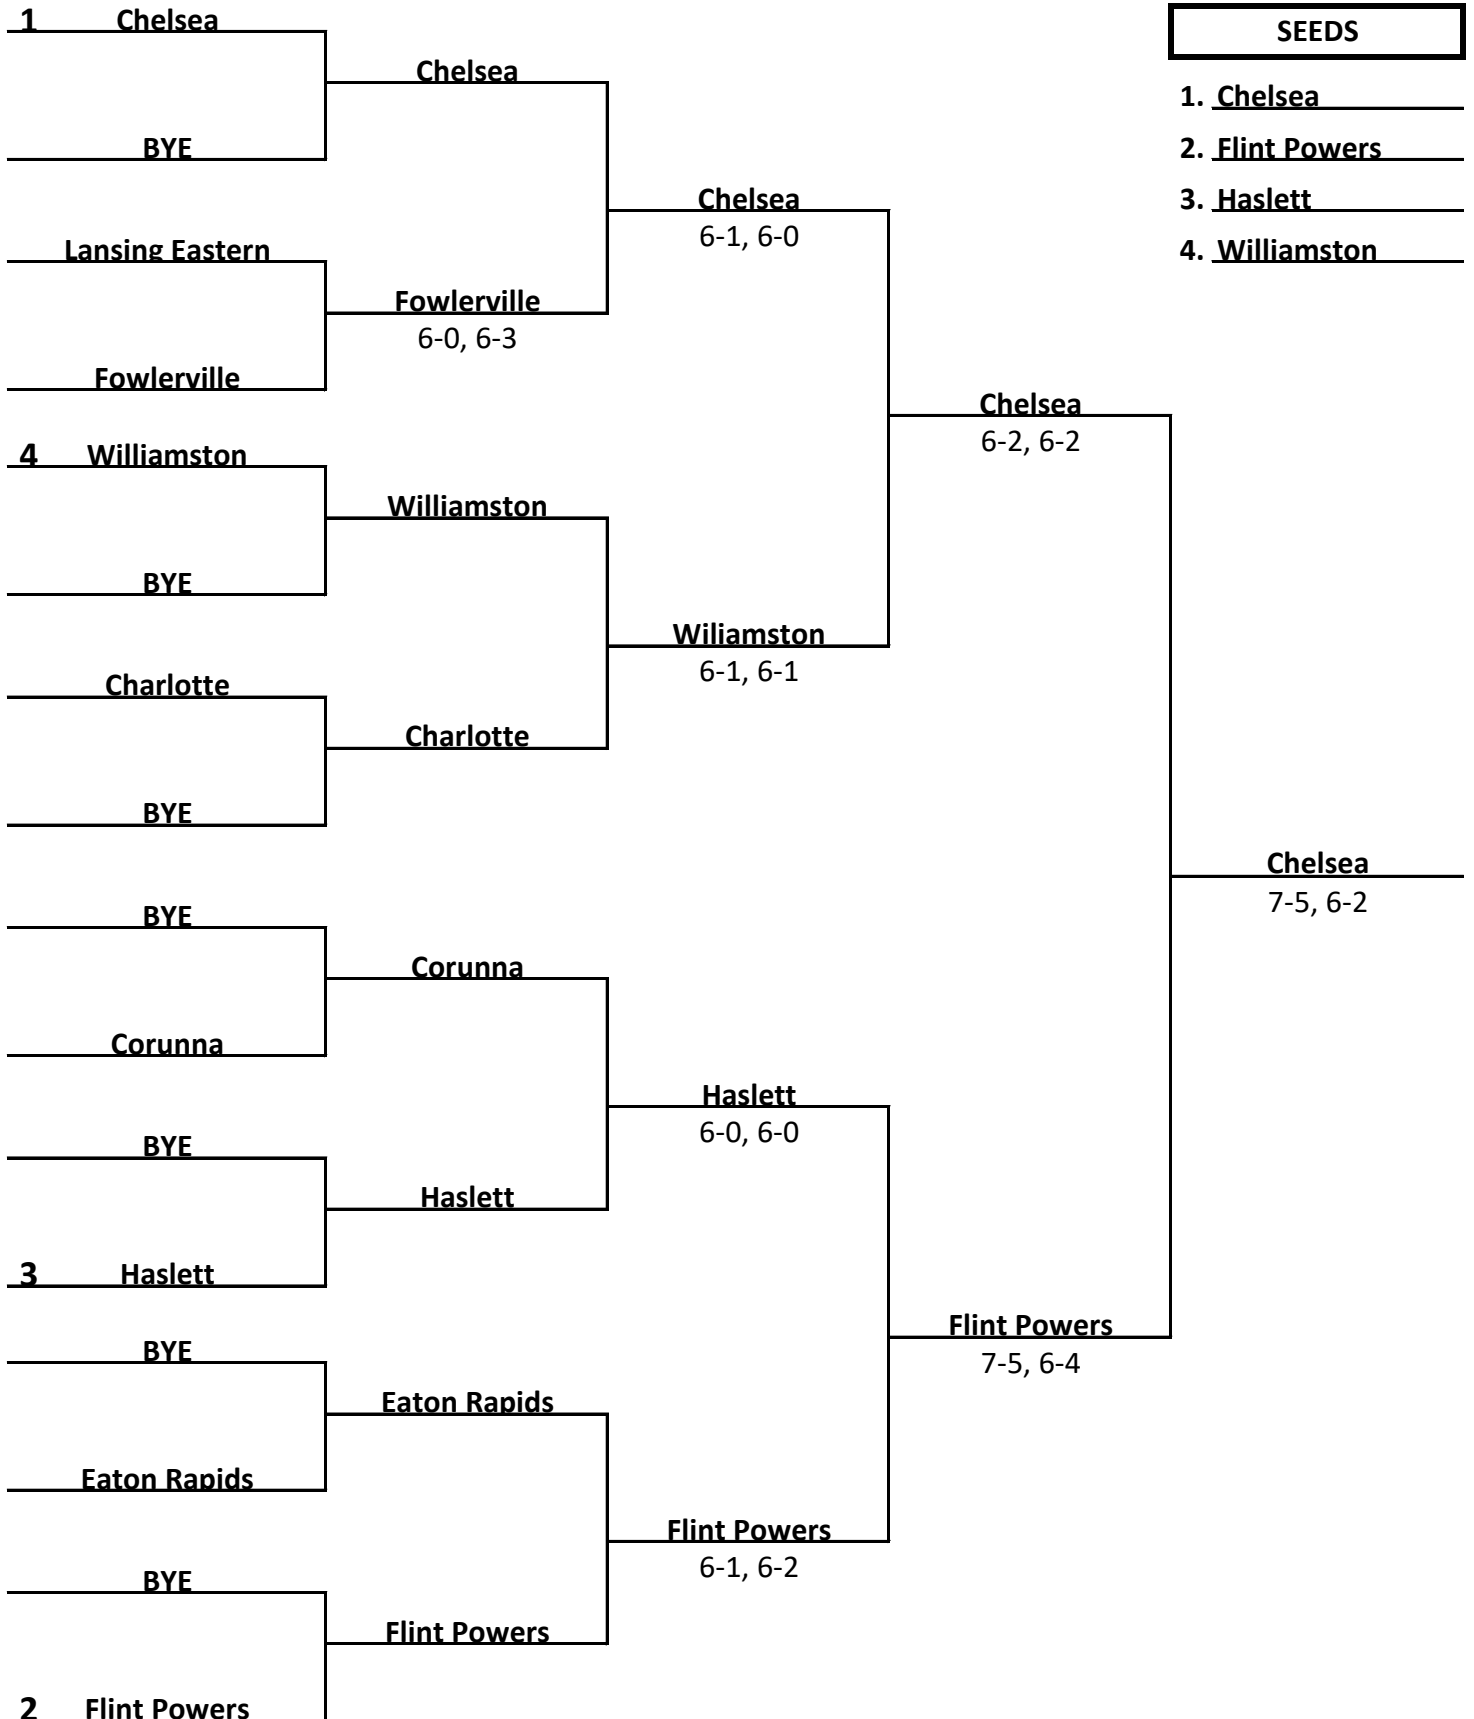 1 Chelsea
SEEDS
Chelsea
1. Chelsea
BYE
2. Flint Powers
Chelsea
3. Haslett
6-1, 6-0
Lansing Eastern
4. Williamston
Fowlerville
6-0, 6-3
Fowlerville
Chelsea
6-2, 6-2
4 Williamston
Williamston
BYE
Wiliamston
6-1, 6-1
Charlotte
Charlotte
BYE
Chelsea
7-5, 6-2
BYE
Corunna
Corunna
Haslett
6-0, 6-0
BYE
Haslett
3 Haslett
Flint Powers
7-5, 6-4
BYE
Eaton Rapids
Eaton Rapids
Flint Powers
6-1, 6-2
BYE
Flint Powers
2 Flint Powers